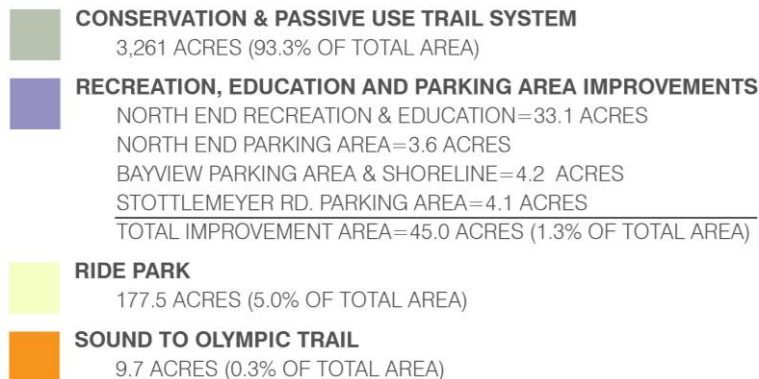 CONSERVATION & PASSIVE USE TRAIL SYSTEM
3,261 ACRES (93.3% OF TOTAL AREA)
RECREATION, EDUCATION AND PARKING AREA IMPROVEMENTS
NORTH END RECREATION & EDUCATION=33.1 ACRES
NORTH END PARKING AREA=3.6 ACRES
BAYVIEW PARKING AREA & SHORELINE=4.2 ACRES
STOTTLEMEYER RD. PARKING AREA=4.1 ACRES
TOTAL IMPROVEMENT AREA=45.0 ACRES (1.3% OF TOTAL AREA)
RIDE PARK
177.5 ACRES (5.0% OF TOTAL AREA)
SOUND TO OLYMPIC TRAIL
9.7 ACRES (0.3% OF TOTAL AREA)